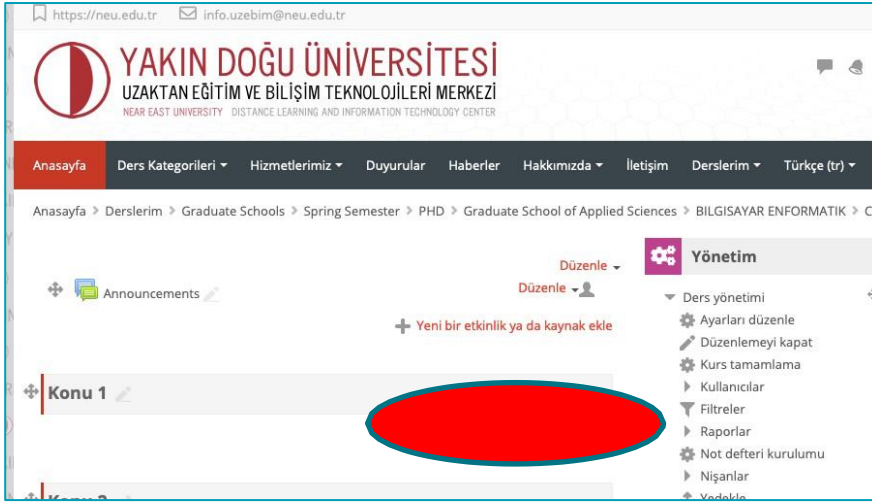 https://neu.edu.tr info.uzebim@neu.edu.tr
YAKIN DOĞU ÜNİVERSİTESİ
UZAKTAN EĞİTİM VE BİLİŞİM TEKNOLOJİLERİ MERKEZİ
NEAR EAST UNIVERSITY DISTANCE LEARNING AND INFORMATION TECHNOLOGY CENTER
Anasayfa Ders Kategorileri Hizmetlerimiz Duyurular Haberler Hakkımızda İletişim Derslerim Türkçe (tr)
Anasayfa > Derslerim > Graduate Schools > Spring Semester > PHD > Graduate School of Applied Sciences > BILGISAYAR ENFORMATIK >
Düzenle
Announcements
Düzenle
Yeni bir etkinlik ya da kaynak ekle
Konu 1
Yönetim
Ders yönetimi
Ayarları düzenle
Düzenlemeyi kapat
Kurs tamamlama
Kullanıcılar
Filtreler
Raporlar
Not defteri kurulumu
Nişanlar
Yedekle